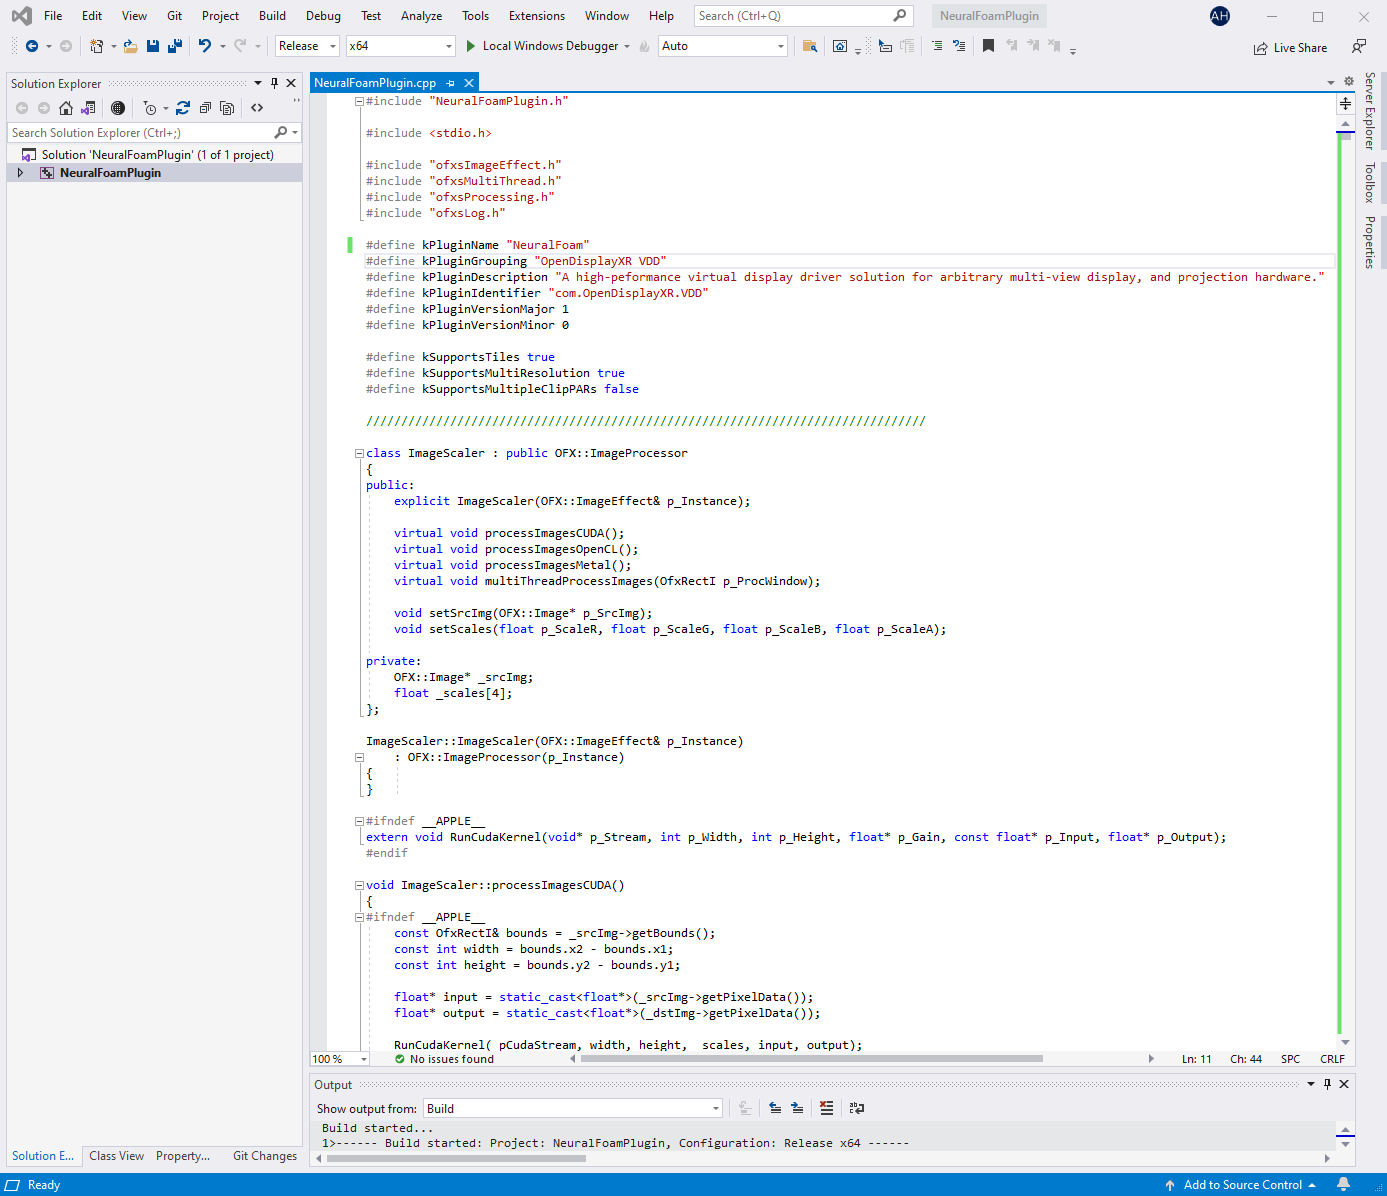 File Edit View Git Project Build Debug Test Analyze Tools Extensions Window Help Search (Ctrl+Q) NeuralFoamPlugin AH
Release x64 Local Windows Debugger Auto Live Share
Solution Explorer
Search Solution Explorer (Ctrl+;)
Solution 'NeuralFoamPlugin' (1 of 1 project)
NeuralFoamPlugin
NeuralFoamPlugin.cpp
#include "NeuralFoamPlugin.h"
#include <stdio.h>
#include "ofxsImageEffect.h"
#include "ofxsMultiThread.h"
#include "ofxsProcessing.h"
#include "ofxsLog.h"
#define kPluginName "NeuralFoam"
#define kPluginGrouping "OpenDisplayXR VDD"
#define kPluginDescription "A high-peformance virtual display driver solution for arbitrary multi-view display, and projection hardware."
#define kPluginIdentifier "com.OpenDisplayXR.VDD"
#define kPluginVersionMajor 1
#define kPluginVersionMinor 0
#define kSupportsTiles true
#define kSupportsMultiResolution true
#define kSupportsMultipleClipPARs false
////////////////////////////////////////////////////////////////////////////////
class ImageScaler : public OFX::ImageProcessor
{
public:
explicit ImageScaler(OFX::ImageEffect& p_Instance);
virtual void processImagesCUDA();
virtual void processImagesOpenCL();
virtual void processImagesMetal();
virtual void multiThreadProcessImages(OfxRectI p_ProcWindow);
void setSrcImg(OFX::Image* p_SrcImg);
void setScales(float p_ScaleR, float p_ScaleG, float p_ScaleB, float p_ScaleA);
private:
OFX::Image* _srcImg;
float _scales[4];
};
ImageScaler::ImageScaler(OFX::ImageEffect& p_Instance)
: OFX::ImageProcessor(p_Instance)
{
}
#ifndef __APPLE__
extern void RunCudaKernel(void* p_Stream, int p_Width, int p_Height, float* p_Gain, const float* p_Input, float* p_Output);
#endif
void ImageScaler::processImagesCUDA()
{
#ifndef __APPLE__
const OfxRectI& bounds = _srcImg->getBounds();
const int width = bounds.x2 - bounds.x1;
const int height = bounds.y2 - bounds.y1;
float* input = static_cast<float*>(_srcImg->getPixelData());
float* output = static_cast<float*>(_dstImg->getPixelData());
RunCudaKernel( pCudaStream, width, height, scales, input, output);
100 % No issues found Ln: 11 Ch: 44 SPC CRLF
Server Explorer
Toolbox
Properties
Output
Show output from: Build
Build started...
1>------ Build started: Project: NeuralFoamPlugin, Configuration: Release x64 ------
Solution E... Class View Property... Git Changes
Ready Add to Source Control